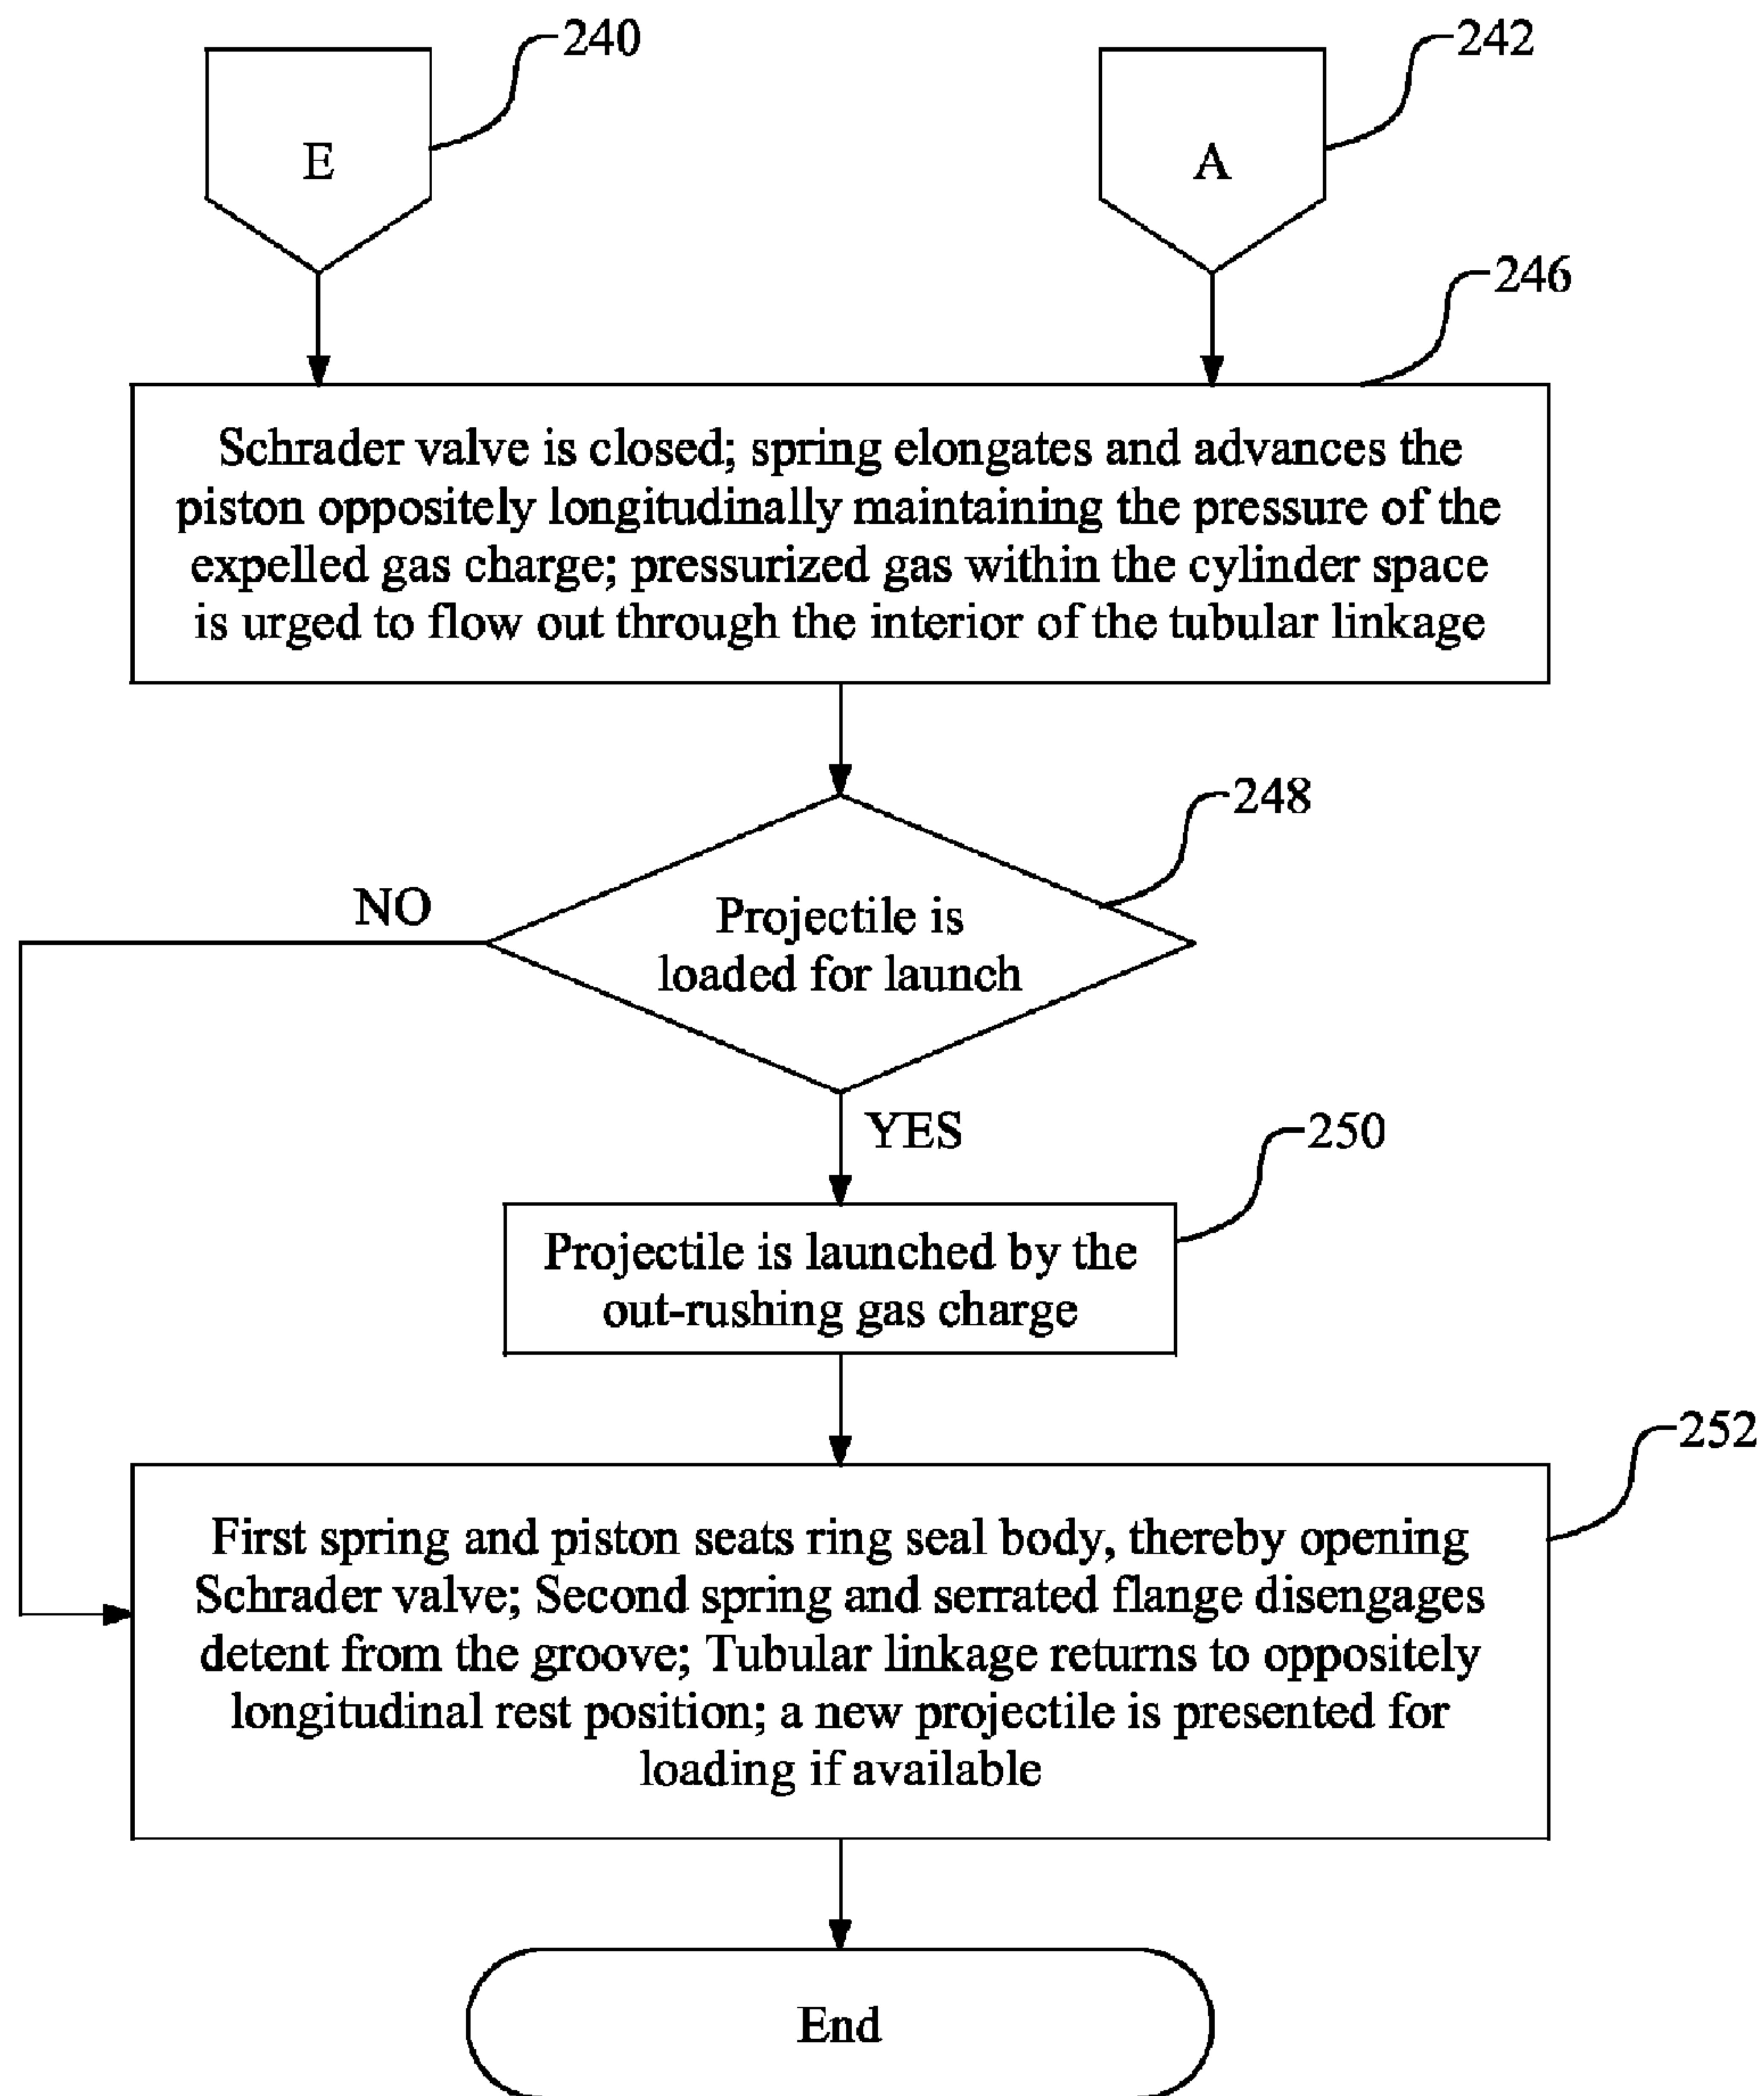 240
242
E
A
246
Schrader valve is closed; spring elongates and advances the
piston oppositely longitudinally maintaining the pressure of the
expelled gas charge; pressurized gas within the cylinder space
is urged to flow out through the interior of the tubular linkage
248
NO
Projectile is
loaded for launch
YES
250
Projectile is launched by the
out-rushing gas charge
252
First spring and piston seats ring seal body, thereby opening
Schrader valve; Second spring and serrated flange disengages
detent from the groove; Tubular linkage returns to oppositely
longitudinal rest position; a new projectile is presented for
loading if available
End